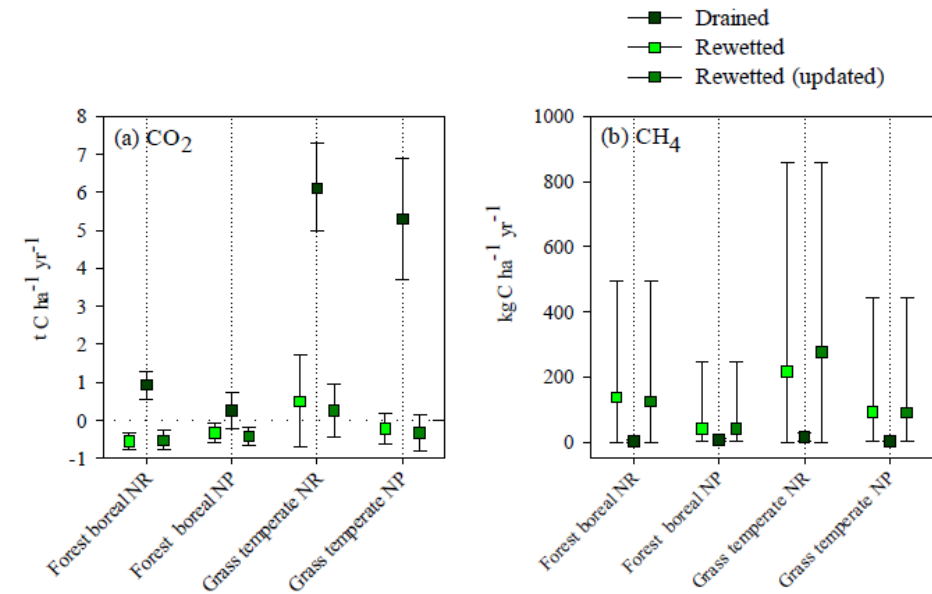 Drained
Rewetted
Rewetted (updated)
(a) CO2
8
7
6
5
4
3
2
1
0
-1
t C ha-1 yr-1
Forest boreal NR
Forest boreal NP
Grass temperate NR
Grass temperate NP
(b) CH4
1000
800
600
400
200
0
kg C ha-1 yr-1
Forest boreal NR
Forest boreal NP
Grass temperate NR
Grass temperate NP